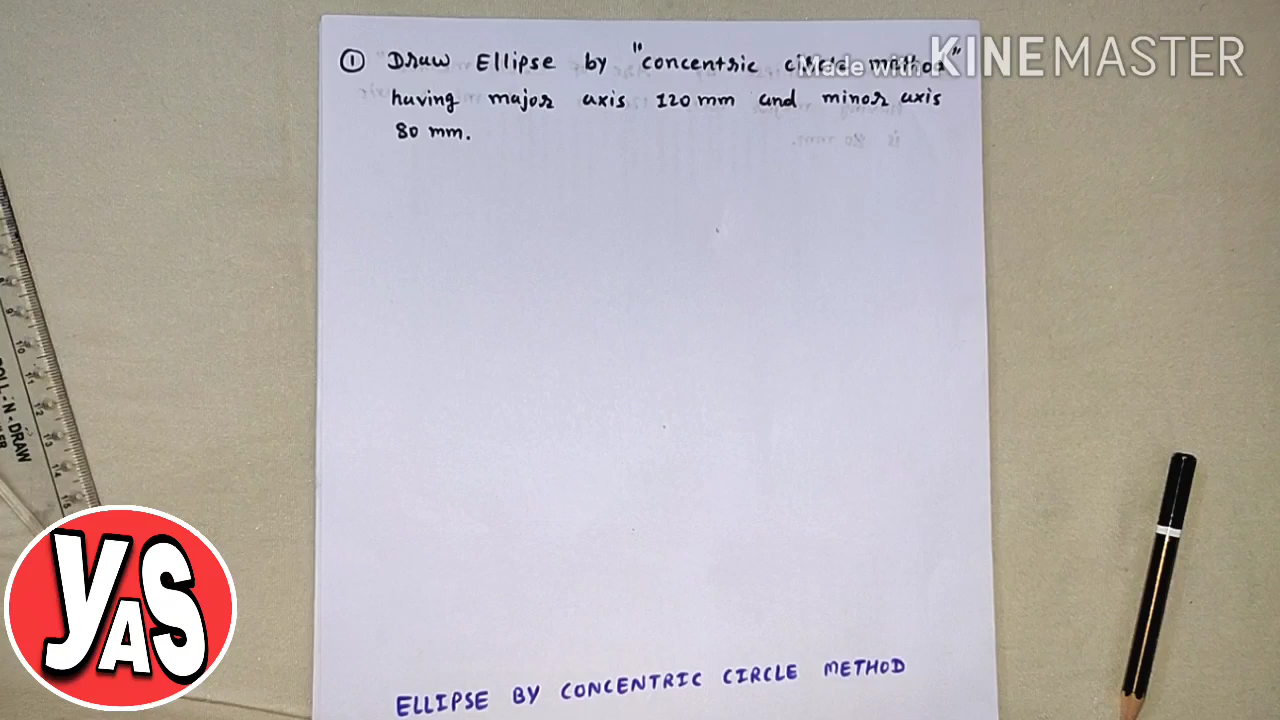 ① Draw Ellipse by "concentric circle method"
Made with KINEMASTER
having major axis 120 mm and minor axis
80 mm.
ROLL-N-DRAW
YAS
ELLIPSE BY CONCENTRIC CIRCLE METHOD